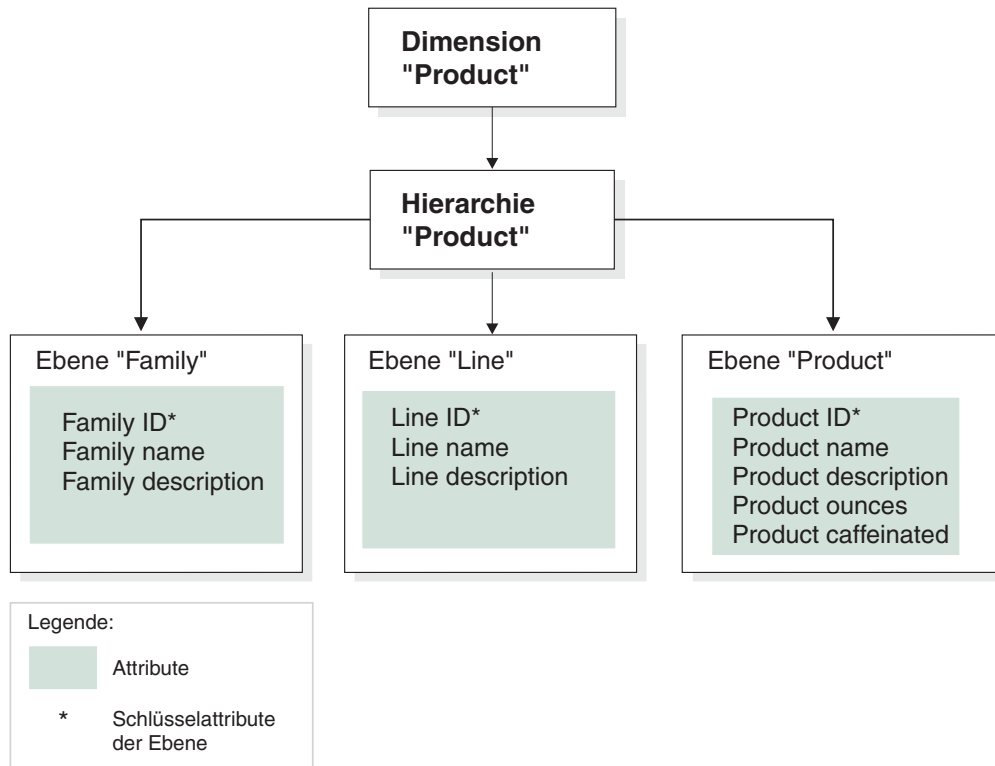 Dimension
"Product"
Hierarchie
"Product"
Ebene "Family"
Family ID*
Family name
Family description
Ebene "Line"
Line ID*
Line name
Line description
Ebene "Product"
Product ID*
Product name
Product description
Product ounces
Product caffeinated
Legende:
Attribute
* Schlüsselattribute
der Ebene